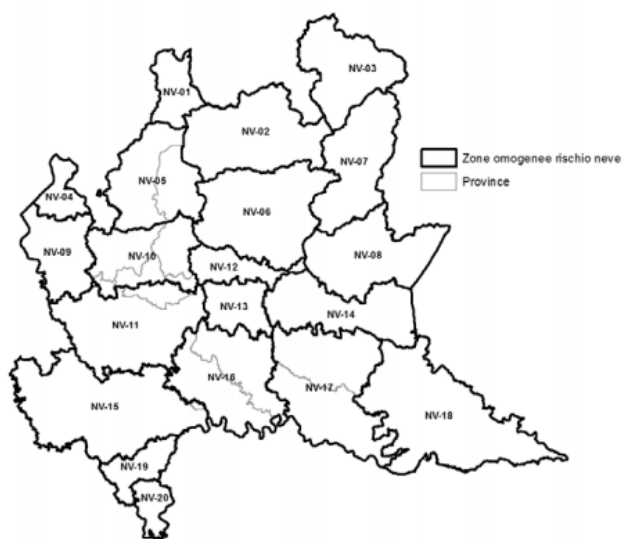 NV-03
NV-01
NV-02
Zone omogenee rischio neve
NV-07
NV-05
Province
NV-04
NV-06
NV-09
NV-10
NV-08
NV-12
NV-13
NV-14
NV-11
NV-16
NV-17
NV-15
NV-18
NV-19
NV-20